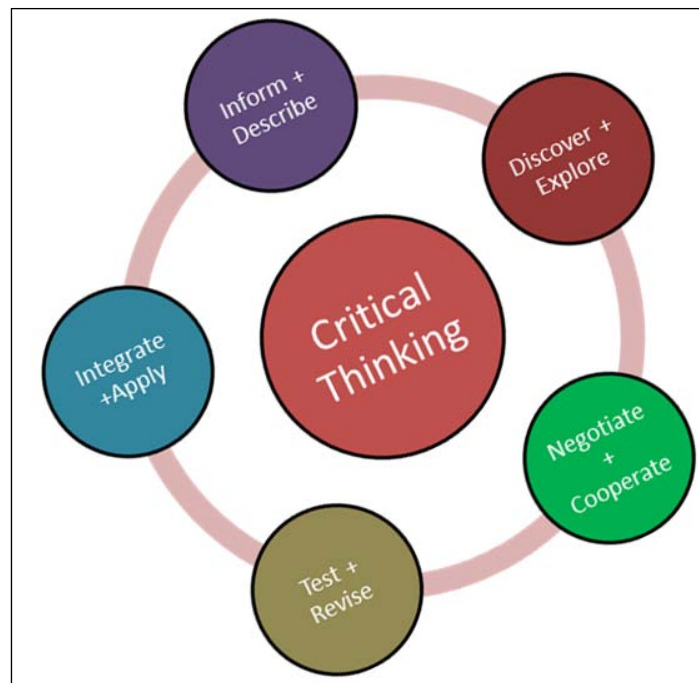 Inform +
Describe
Discover +
Explore
Critical
Thinking
Integrate
+Apply
Negotiate
+
Cooperate
Test +
Revise